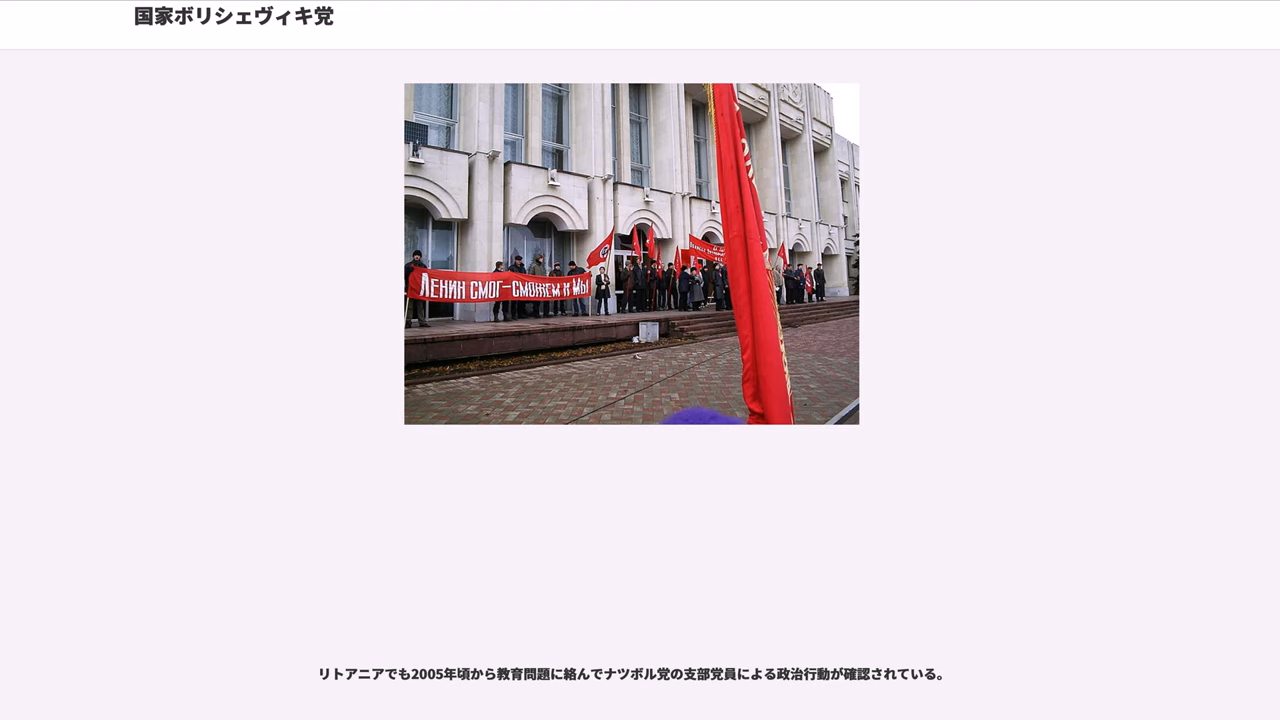 国家ボリシェヴィキ党
ЛЕНИН СМОГ–СМОЖЕМ И МЫ
リトアニアでも2005年頃から教育問題に絡んでナツボル党の支部党員による政治行動が確認されている。